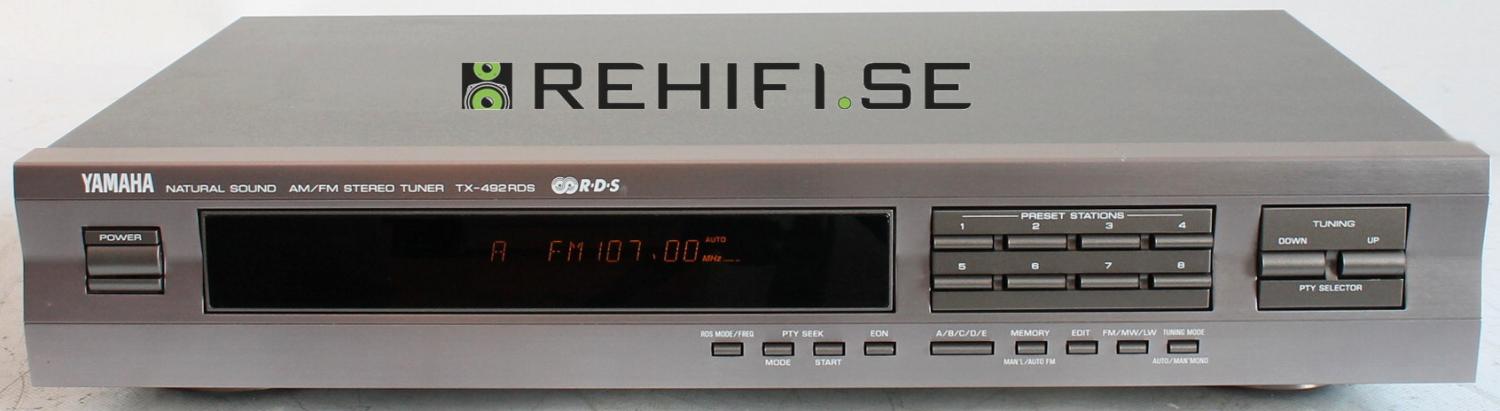 REHIFI.SE
YAMAHA NATURAL SOUND AM/FM STEREO TUNER TX-492RDS R·D·S
POWER
A FM107.00 AUTO MHz
PRESET STATIONS
1 2 3 4
5 6 7 8
TUNING
DOWN UP
PTY SELECTOR
RDS MODE/FREQ PTY SEEK EON A/B/C/D/E MEMORY EDIT FM/MW/LW TUNING MODE
MODE START MAN'L/AUTO FM AUTO/MAN'MONO